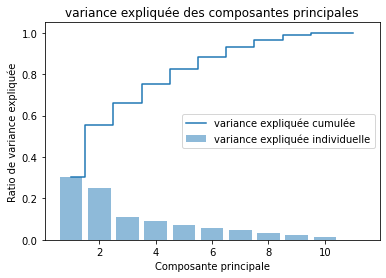 variance expliquée des composantes principales
Ratio de variance expliquée
1.0
0.8
0.6
0.4
0.2
0.0
variance expliquée cumulée
variance expliquée individuelle
2 4 6 8 10
Composante principale